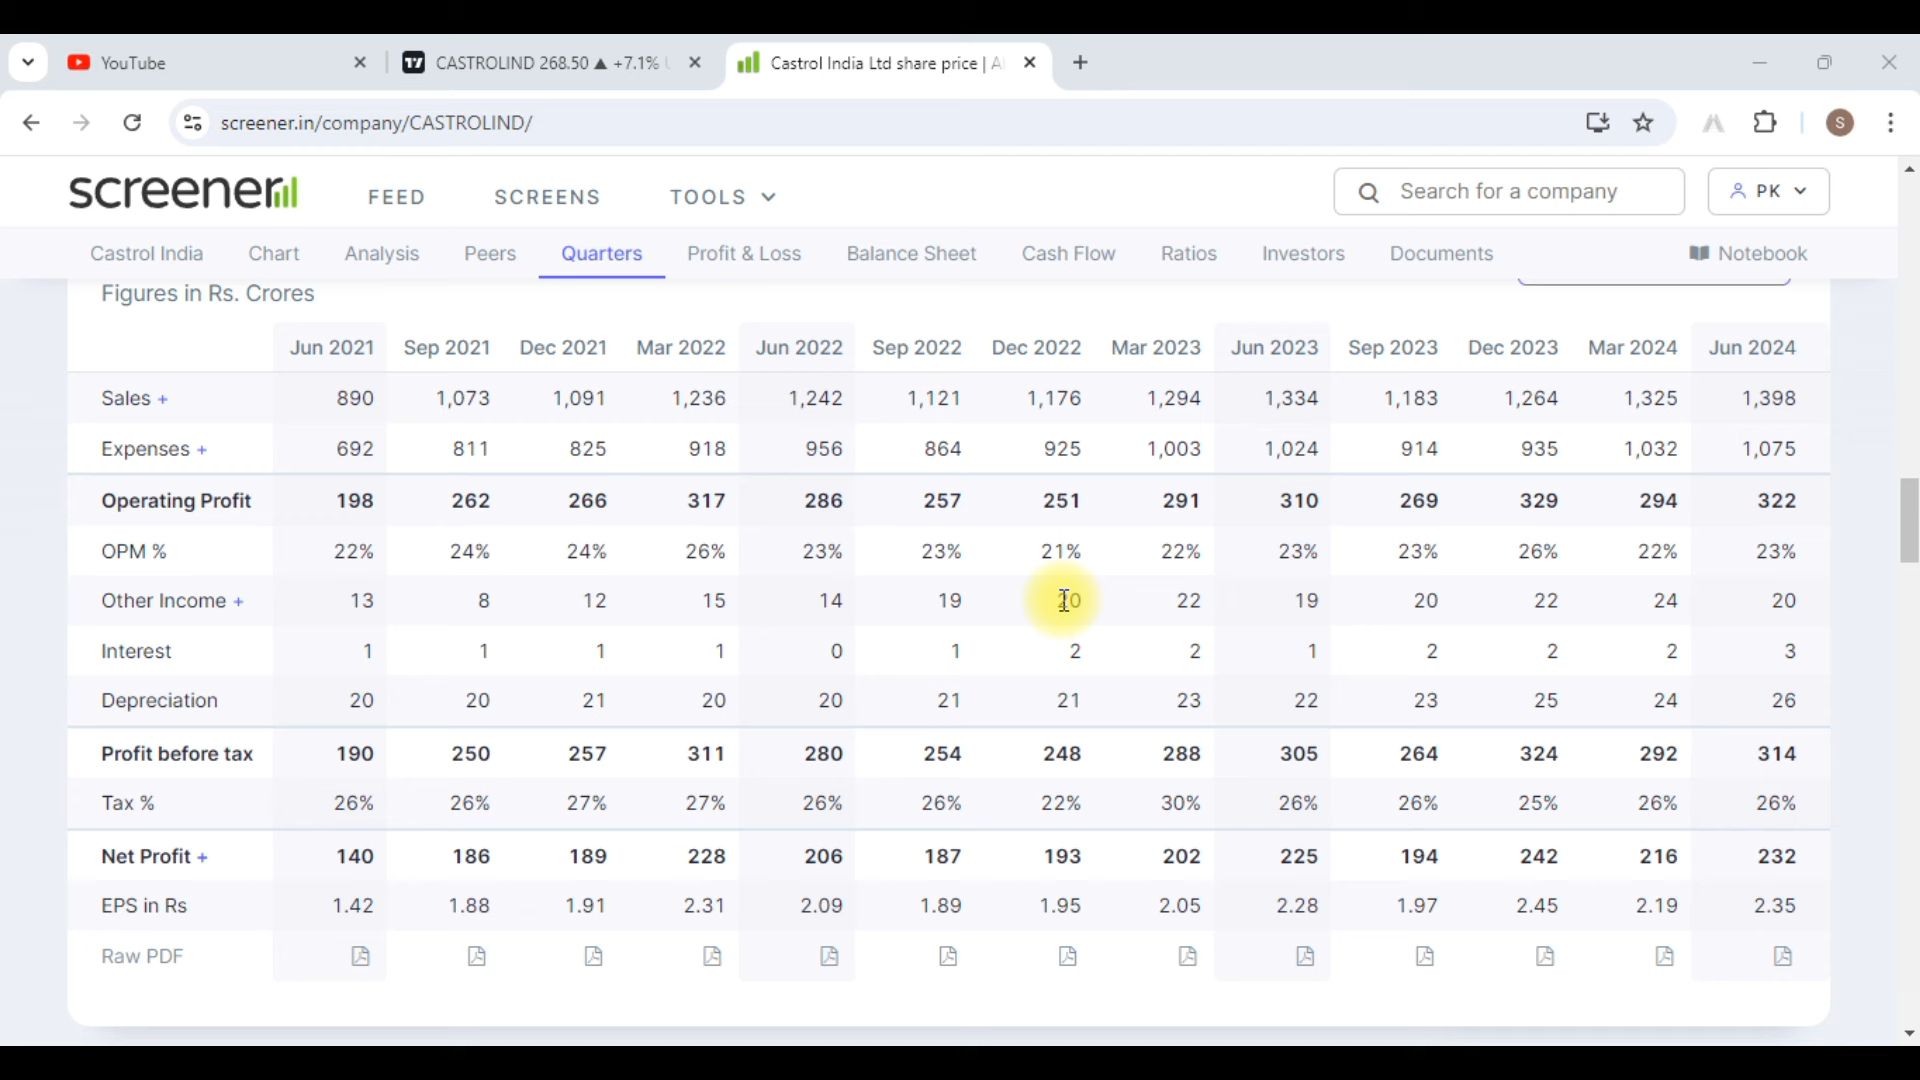 YouTube CASTROLIND 268.50 ▲ +7.1% Castrol India Ltd share price |
screener.in/company/CASTROLIND/ S
screener FEED SCREENS TOOLS Search for a company PK
Castrol India Chart Analysis Peers Quarters Profit & Loss Balance Sheet Cash Flow Ratios Investors Documents Notebook
Figures in Rs. Crores
Jun 2021 Sep 2021 Dec 2021 Mar 2022 Jun 2022 Sep 2022 Dec 2022 Mar 2023 Jun 2023 Sep 2023 Dec 2023 Mar 2024 Jun 2024
Sales + 890 1,073 1,091 1,236 1,242 1,121 1,176 1,294 1,334 1,183 1,264 1,325 1,398
Expenses + 692 811 825 918 956 864 925 1,003 1,024 914 935 1,032 1,075
Operating Profit 198 262 266 317 286 257 251 291 310 269 329 294 322
OPM % 22% 24% 24% 26% 23% 23% 21% 22% 23% 23% 26% 22% 23%
Other Income + 13 8 12 15 14 19 20 22 19 20 22 24 20
Interest 1 1 1 1 0 1 2 2 1 2 2 2 3
Depreciation 20 20 21 20 20 21 21 23 22 23 25 24 26
Profit before tax 190 250 257 311 280 254 248 288 305 264 324 292 314
Tax % 26% 26% 27% 27% 26% 26% 22% 30% 26% 26% 25% 26% 26%
Net Profit + 140 186 189 228 206 187 193 202 225 194 242 216 232
EPS in Rs 1.42 1.88 1.91 2.31 2.09 1.89 1.95 2.05 2.28 1.97 2.45 2.19 2.35
Raw PDF